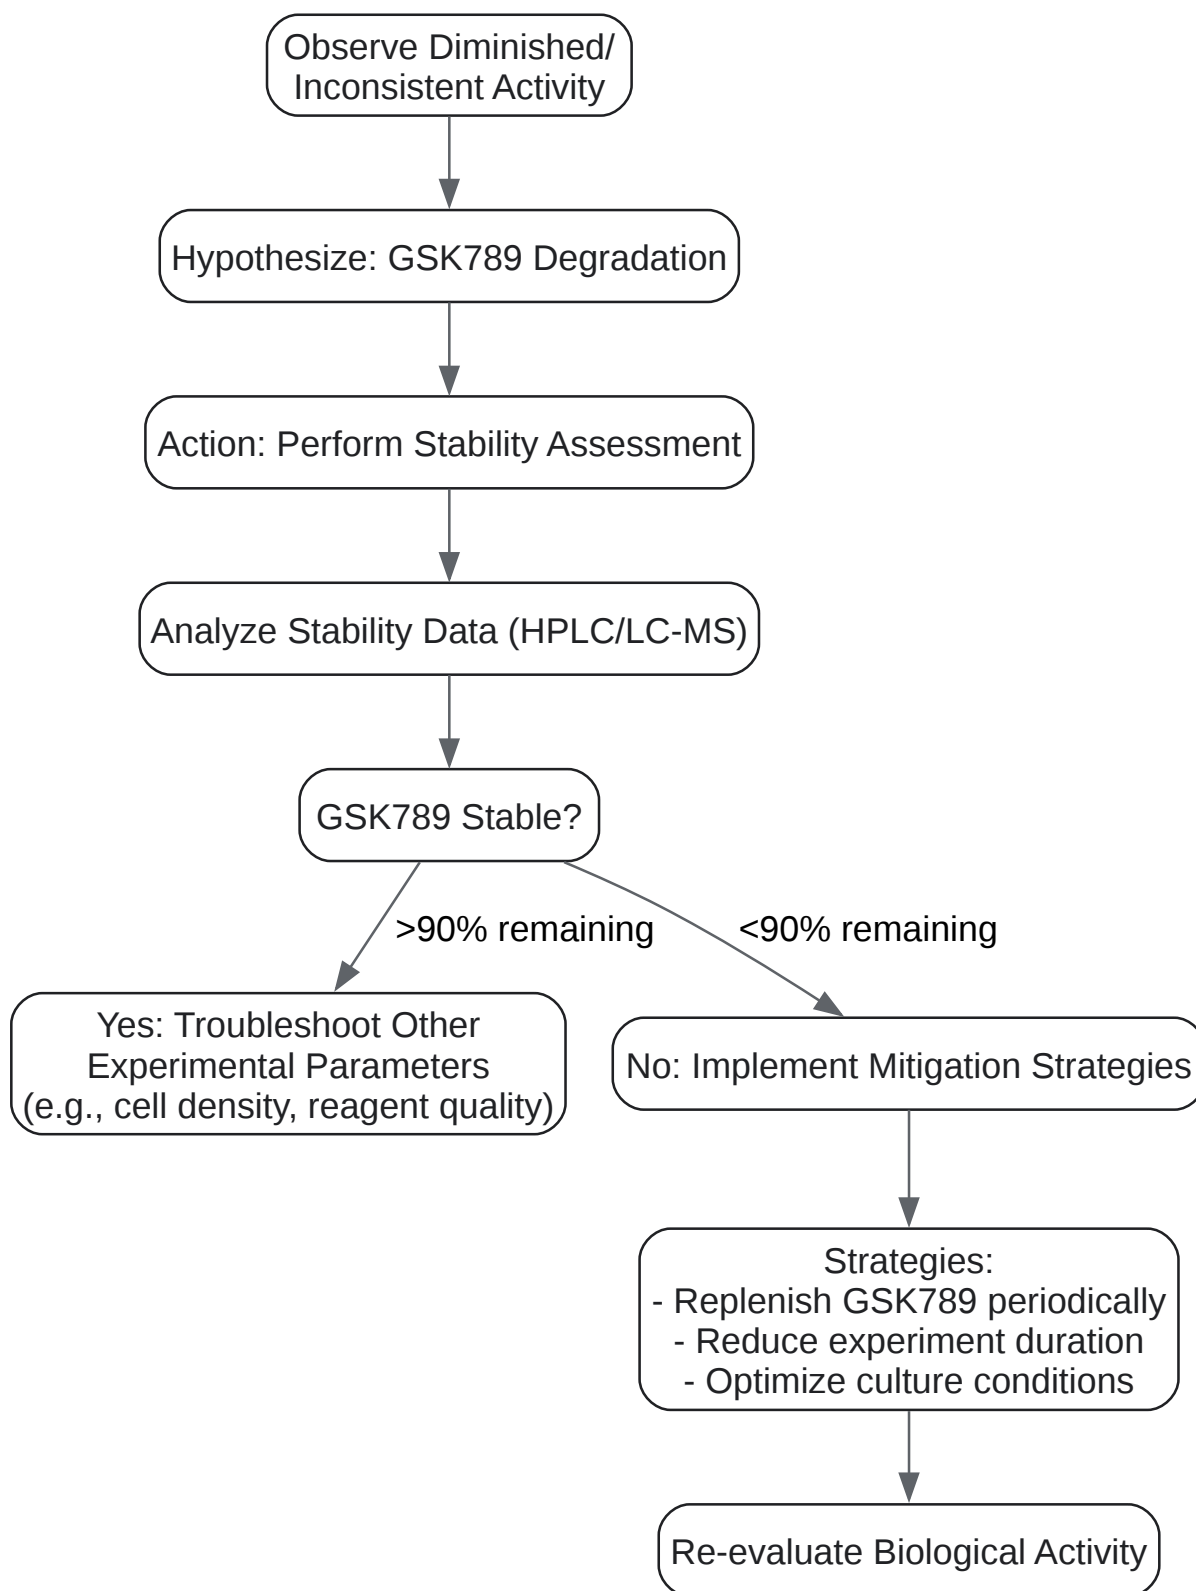 Observe Diminished/
Inconsistent Activity
Hypothesize: GSK789 Degradation
Action: Perform Stability Assessment
Analyze Stability Data (HPLC/LC-MS)
GSK789 Stable?
>90% remaining
<90% remaining
Yes: Troubleshoot Other
Experimental Parameters
(e.g., cell density, reagent quality)
No: Implement Mitigation Strategies
Strategies:
- Replenish GSK789 periodically
- Reduce experiment duration
- Optimize culture conditions
Re-evaluate Biological Activity